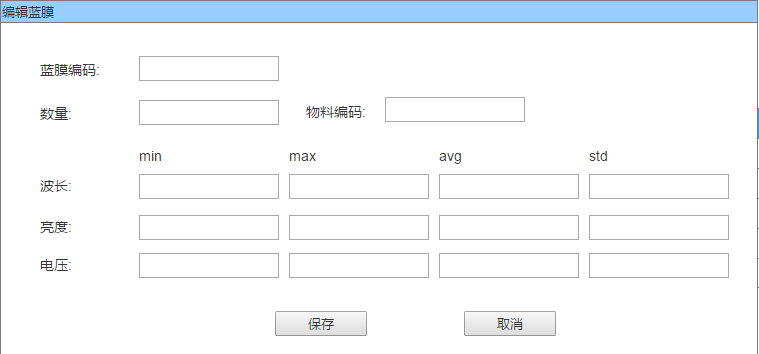 编辑蓝膜
蓝膜编码:
数量: 物料编码:
min max avg std
波长:
亮度:
电压:
保存 取消